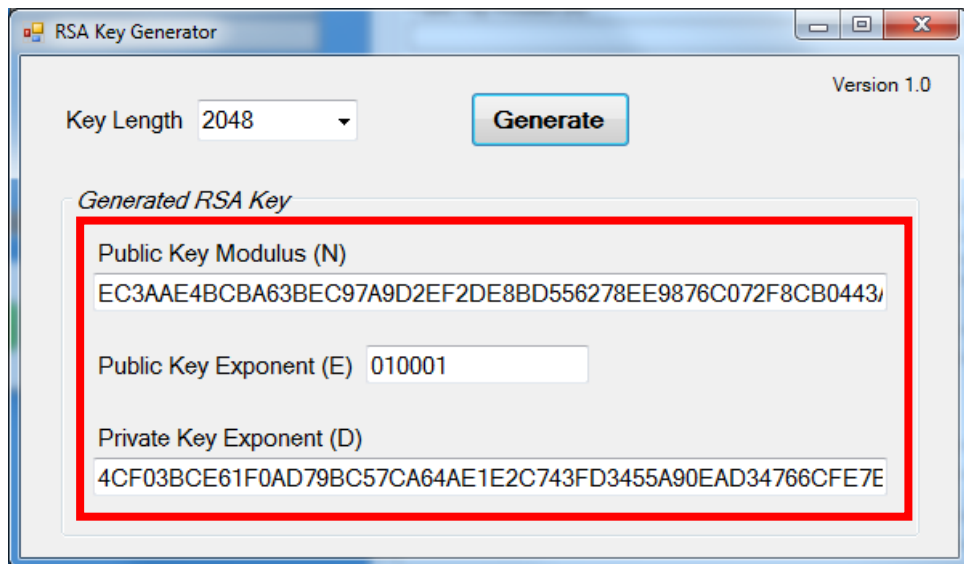 RSA Key Generator
Version 1.0
Key Length 2048 Generate
Generated RSA Key
Public Key Modulus (N)
EC3AAE4BCBA63BEC97A9D2EF2DE8BD556278EE9876C072F8CB0443
Public Key Exponent (E) 010001
Private Key Exponent (D)
4CF03BCE61F0AD79BC57CA64AE1E2C743FD3455A90EAD34766CFE7E